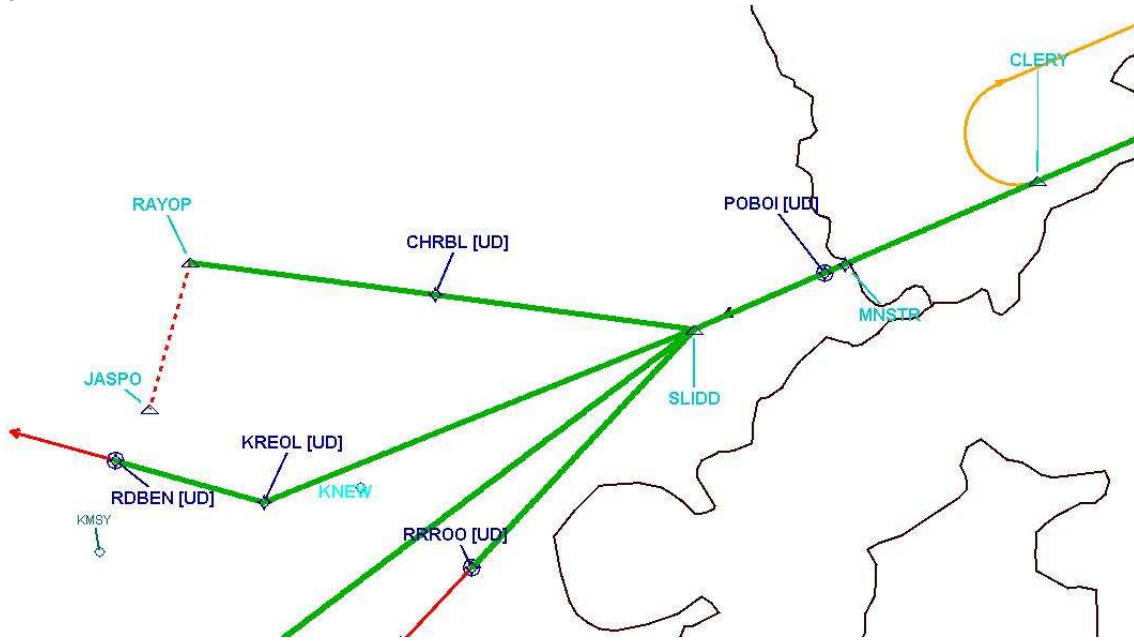 CLERY
RAYOP
POBOI [UD]
CHRBL [UD]
MNSTR
JASPO
SLIDD
KREOL [UD]
KNEW
RDBEN [UD]
KMSY
RRROO [UD]